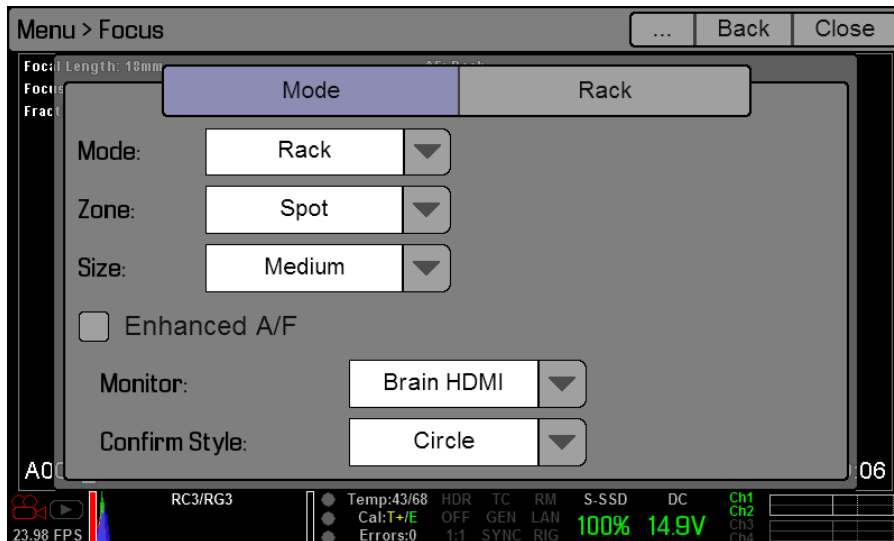 Menu > Focus ... Back Close
Focal Length: 18mm
Mode Rack
Mode: Rack
Zone: Spot
Size: Medium
Enhanced A/F
Monitor: Brain HDMI
Confirm Style: Circle
:06
RC3/RG3 Temp:43/68 HDR TC RM S-SSD DC Ch1
Cal:T+/E OFF GEN LAN 100% 14.9V Ch2
23.98 FPS Errors:0 1:1 SYNC RIG Ch3
Ch4